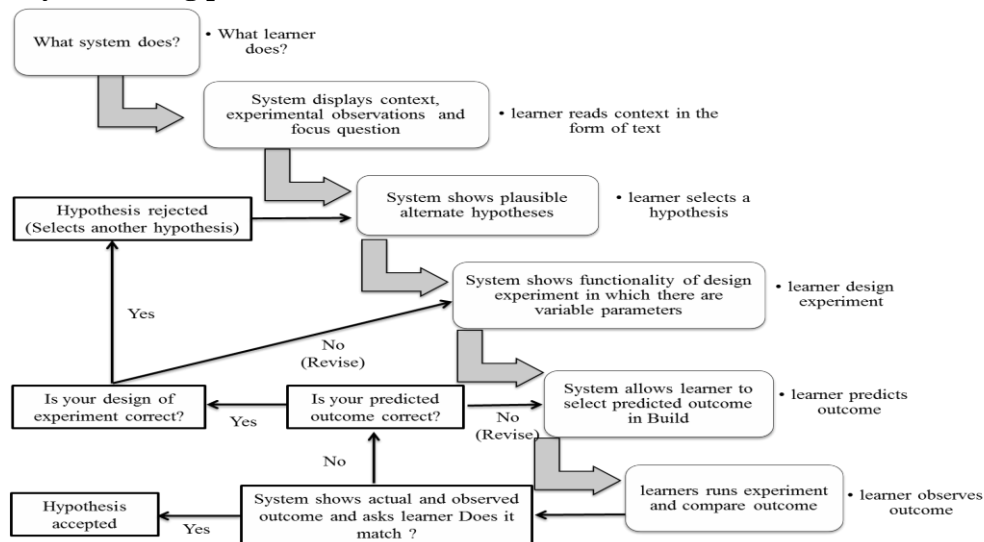 What system does?
• What learner
does?
System displays context,
experimental observations and
focus question
• learner reads context in the
form of text
System shows plausible
alternate hypotheses
• learner selects a
hypothesis
Hypothesis rejected
(Selects another hypothesis)
System shows functionality of design
experiment in which there are
variable parameters
• learner design
experiment
Yes
No
(Revise)
Is your design of
experiment correct?
Yes
Is your predicted
outcome correct?
No
(Revise)
System allows learner to
select predicted outcome
in Build
• learner predicts
outcome
No
Hypothesis
accepted
Yes
System shows actual and observed
outcome and asks learner Does it
match ?
learners runs experiment
and compare outcome
• learner observes
outcome